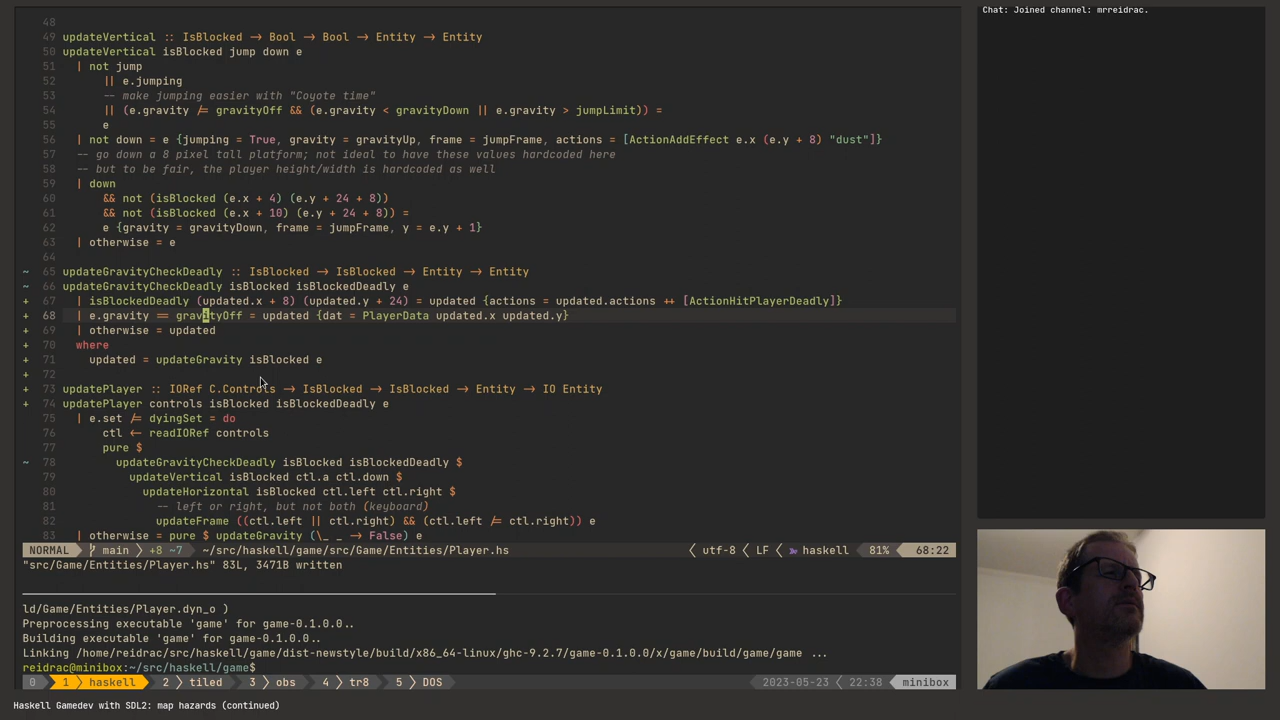 Chat: Joined channel: mrreidrac.
48
49 updateVertical :: IsBlocked → Bool → Bool → Entity → Entity
50 updateVertical isBlocked jump down e
51   | not jump
52       || e.jumping
53       -- make jumping easier with "Coyote time"
54       || (e.gravity /= gravityOff && (e.gravity < gravityDown || e.gravity > jumpLimit)) =
55       e
56   | not down = e {jumping = True, gravity = gravityUp, frame = jumpFrame, actions = [ActionAddEffect e.x (e.y + 8) "dust"]}
57   -- go down a 8 pixel tall platform; not ideal to have these values hardcoded here
58   -- but to be fair, the player height/width is hardcoded as well
59   | down
60       && not (isBlocked (e.x + 4) (e.y + 24 + 8))
61       && not (isBlocked (e.x + 10) (e.y + 24 + 8)) =
62       e {gravity = gravityDown, frame = jumpFrame, y = e.y + 1}
63   | otherwise = e
64
~ 65 updateGravityCheckDeadly :: IsBlocked → IsBlocked → Entity → Entity
~ 66 updateGravityCheckDeadly isBlocked isBlockedDeadly e
+ 67   | isBlockedDeadly (updated.x + 8) (updated.y + 24) = updated {actions = updated.actions ++ [ActionHitPlayerDeadly]}
+ 68   | e.gravity == gravityOff = updated {dat = PlayerData updated.x updated.y}
+ 69   | otherwise = updated
+ 70   where
+ 71     updated = updateGravity isBlocked e
+ 72
+ 73 updatePlayer :: IORef C.Controls → IsBlocked → IsBlocked → Entity → IO Entity
+ 74 updatePlayer controls isBlocked isBlockedDeadly e
75   | e.set /= dyingSet = do
76       ctl ← readIORef controls
77       pure $
~ 78         updateGravityCheckDeadly isBlocked isBlockedDeadly $
79           updateVertical isBlocked ctl.a ctl.down $
80             updateHorizontal isBlocked ctl.left ctl.right $
81               -- left or right, but not both (keyboard)
82               updateFrame ((ctl.left || ctl.right) && (ctl.left /= ctl.right)) e
83   | otherwise = pure $ updateGravity (\_ _ → False) e
NORMAL main +8 ~7 ~/src/haskell/game/src/Game/Entities/Player.hs utf-8 LF haskell 81% 68:22
"src/Game/Entities/Player.hs" 83L, 3471B written
ld/Game/Entities/Player.dyn_o )
Preprocessing executable 'game' for game-0.1.0.0..
Building executable 'game' for game-0.1.0.0..
Linking /home/reidrac/src/haskell/game/dist-newstyle/build/x86_64-linux/ghc-9.2.7/game-0.1.0.0/x/game/build/game/game ...
reidrac@minibox:~/src/haskell/game$
0 1 haskell 2 tiled 3 obs 4 tr8 5 DOS 2023-05-23 22:38 minibox
Haskell Gamedev with SDL2: map hazards (continued)